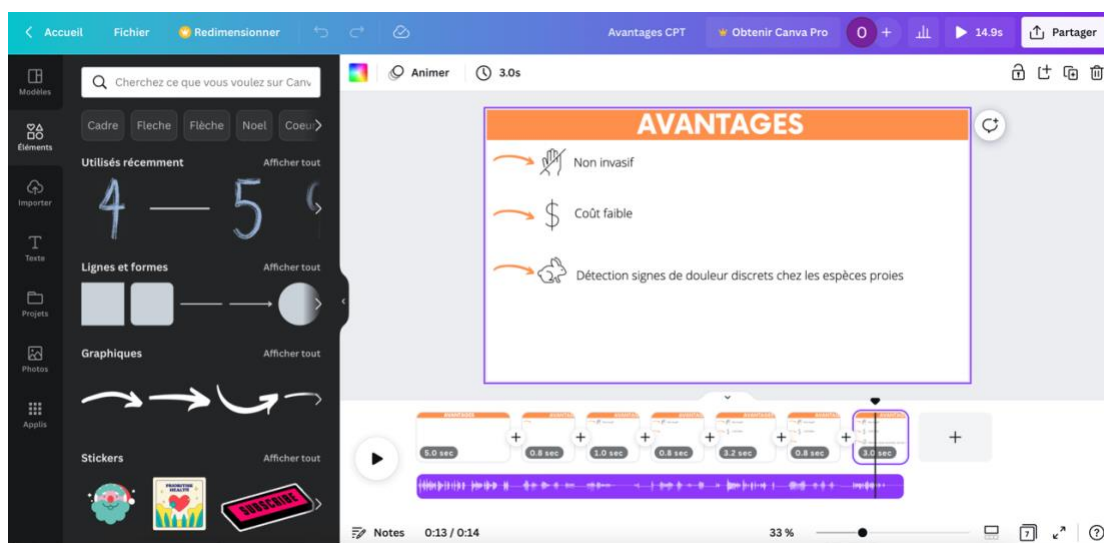 Accueil Fichier Redimensionner Avantages CPT Obtenir Canva Pro O + 14.9s Partager
Modèles
Éléments
Importer
Texte
Projets
Photos
Applis
Cherchez ce que vous voulez sur Canv
Cadre Fleche Flèche Noel Coeur
Utilisés récemment Afficher tout
4 5
Lignes et formes Afficher tout
Graphiques Afficher tout
Stickers Afficher tout
PRIORITISE
HEALTH
SUBSCRIBE
Animer 3.0s
AVANTAGES
Non invasif
$ Coût faible
Détection signes de douleur discrets chez les espèces proies
AVANTAGES
5.0 sec 0.8 sec 1.0 sec 0.8 sec 3.2 sec 0.8 sec 3.0 sec
Notes 0:13 / 0:14 33 % 7 ?